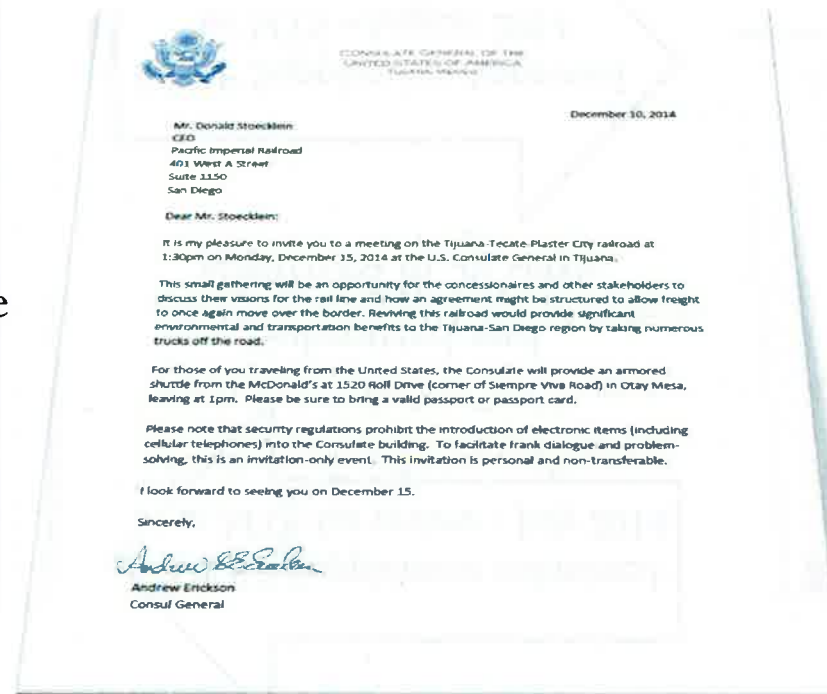 CONSULATE GENERAL OF THE
UNITED STATES OF AMERICA
TIJUANA, MEXICO
December 10, 2014
Mr. Donald Stoecklein
CEO
Pacific Imperial Railroad
401 West A Street
Suite 1150
San Diego
Dear Mr. Stoecklein:
It is my pleasure to invite you to a meeting on the Tijuana-Tecate-Plaster City railroad at
1:30pm on Monday, December 15, 2014 at the U.S. Consulate General in Tijuana.
This small gathering will be an opportunity for the concessionaires and other stakeholders to
discuss their visions for the rail line and how an agreement might be structured to allow freight
to once again move over the border. Reviving this railroad would provide significant
environmental and transportation benefits to the Tijuana-San Diego region by taking numerous
trucks off the road.
For those of you traveling from the United States, the Consulate will provide an armored
shuttle from the McDonald's at 1520 Roll Drive (corner of Siempre Viva Road) in Otay Mesa,
leaving at 1pm. Please be sure to bring a valid passport or passport card.
Please note that security regulations prohibit the introduction of electronic items (including
cellular telephones) into the Consulate building. To facilitate frank dialogue and problem-
solving, this is an invitation-only event. This invitation is personal and non-transferable.
I look forward to seeing you on December 15.
Sincerely,
Andrew Erickson
Consul General
e